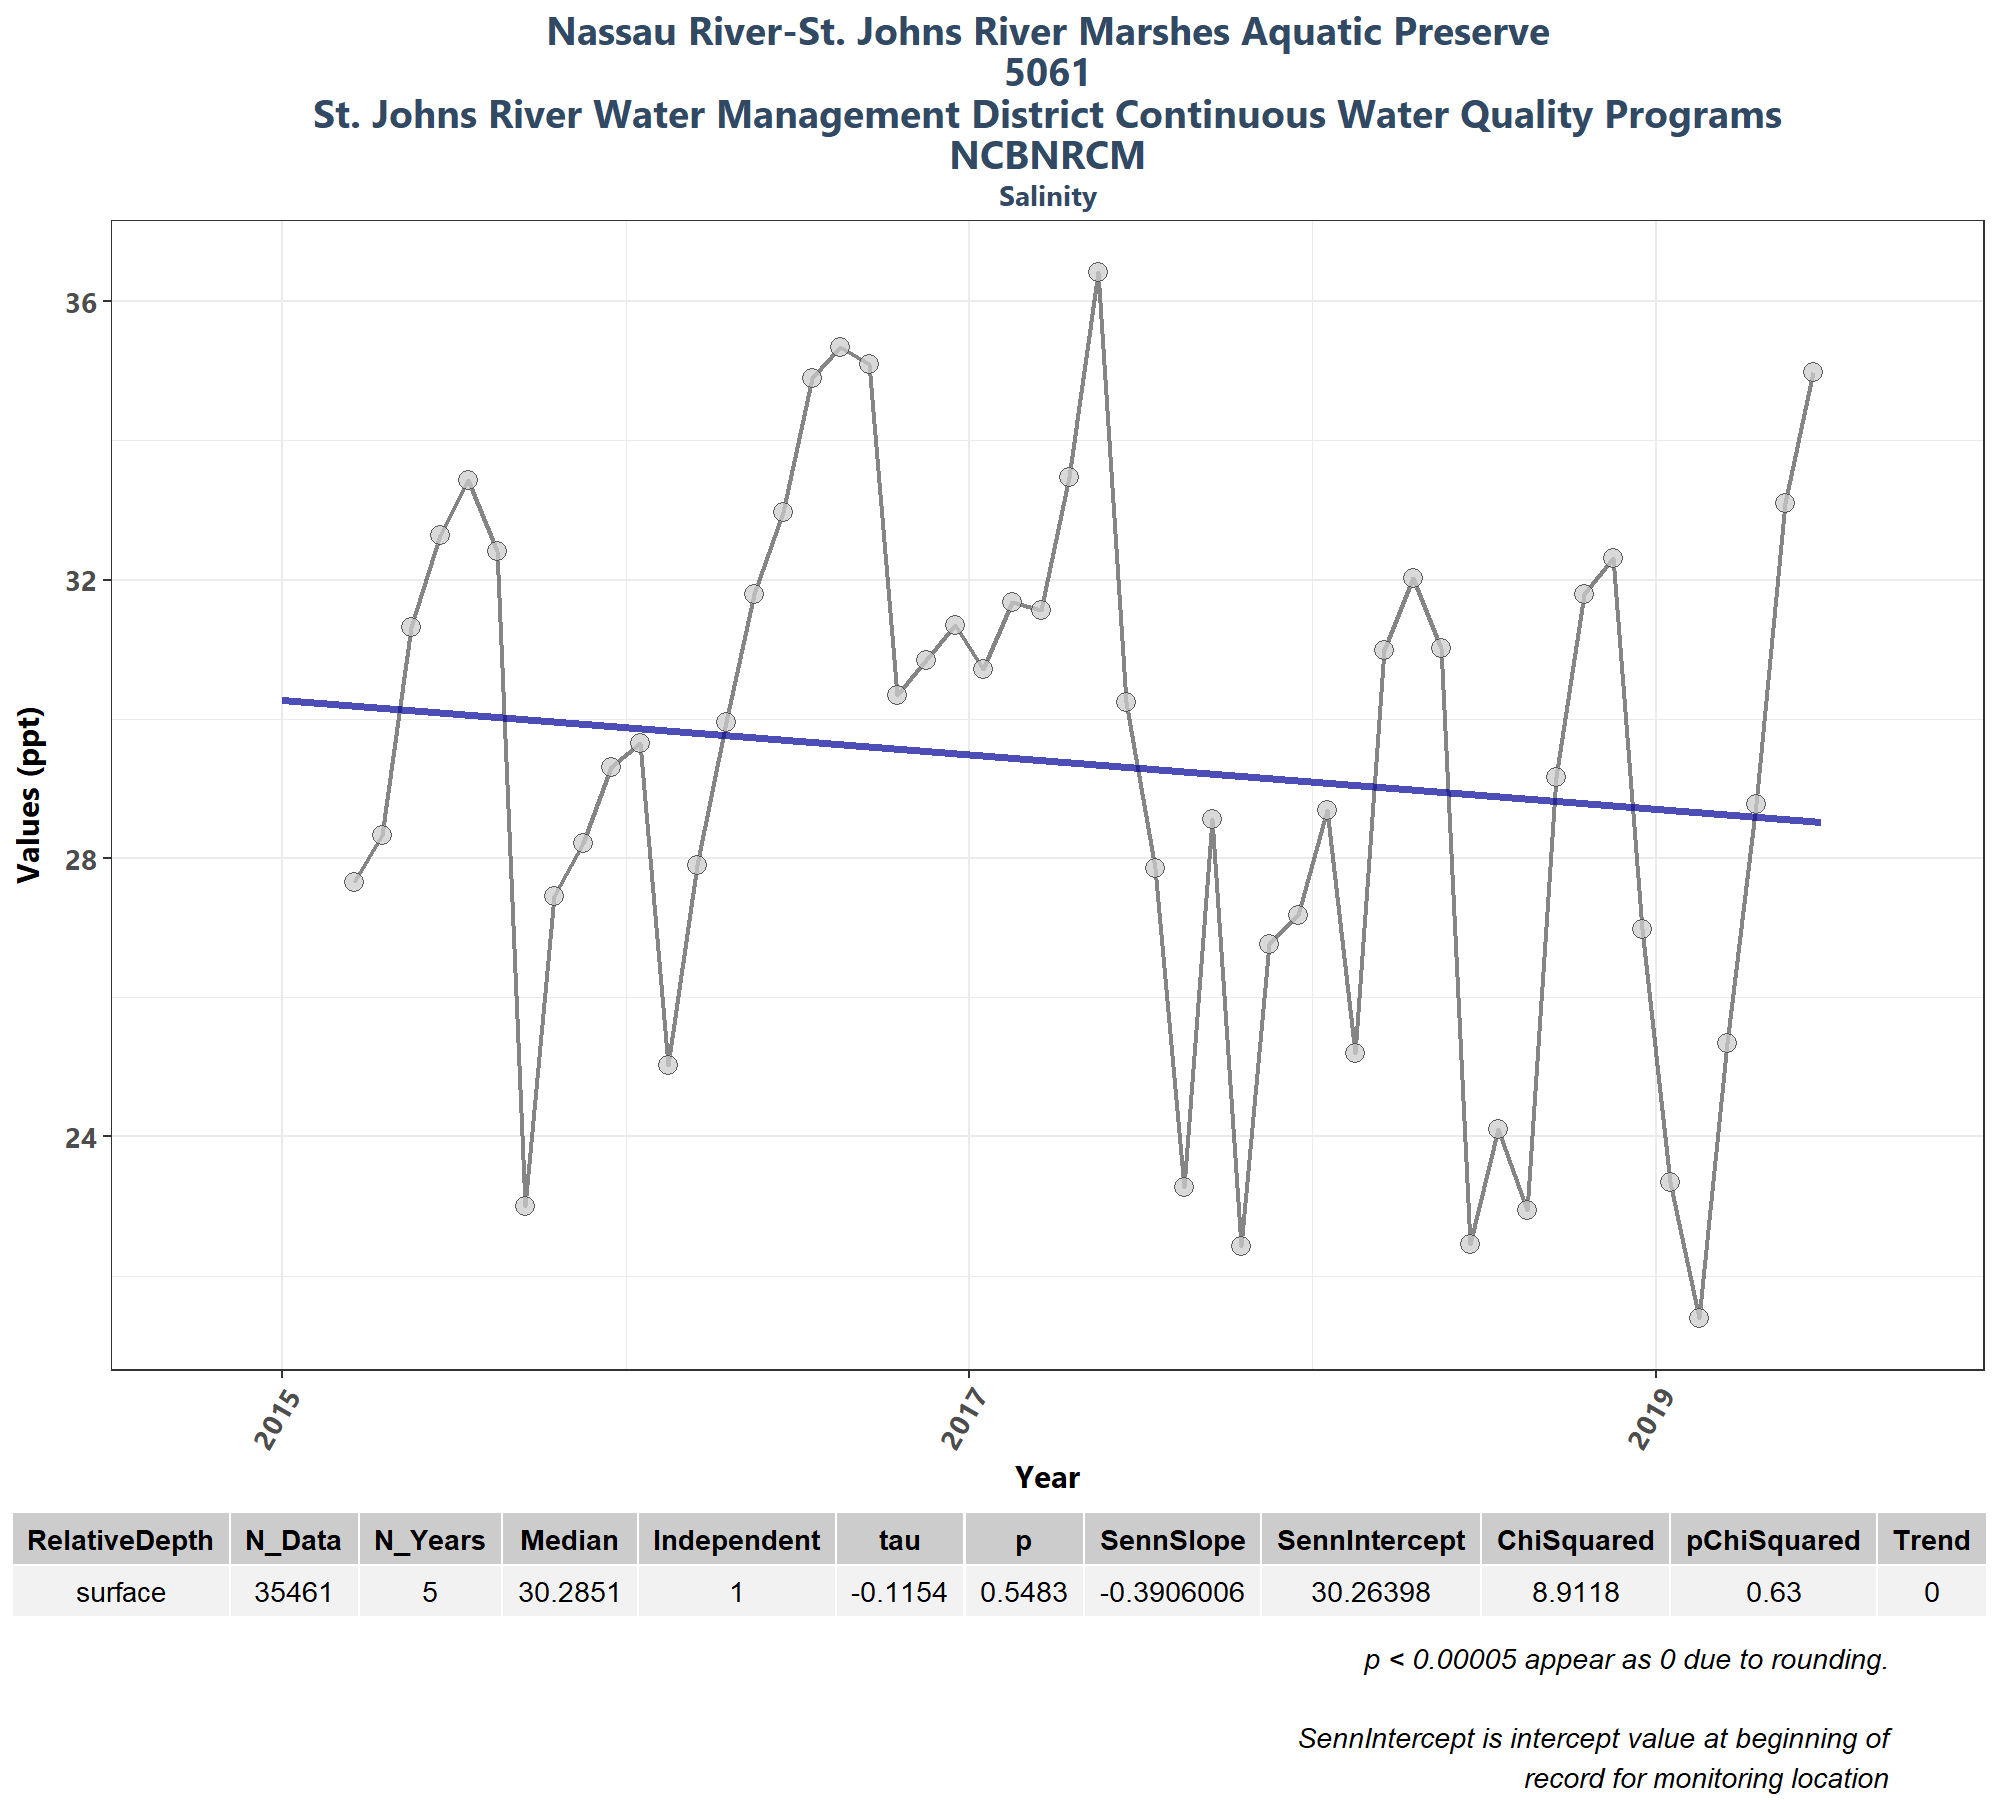 Nassau River-St. Johns River Marshes Aquatic Preserve
5061
St. Johns River Water Management District Continuous Water Quality Programs
NCBNRCM
Salinity
36
32
28
24
Values (ppt)
2015 2017 2019
Year
RelativeDepth N_Data N_Years Median Independent tau p SennSlope SennIntercept ChiSquared pChiSquared Trend
surface 35461 5 30.2851 1 -0.1154 0.5483 -0.3906006 30.26398 8.9118 0.63 0
p < 0.00005 appear as 0 due to rounding.
SennIntercept is intercept value at beginning of
record for monitoring location